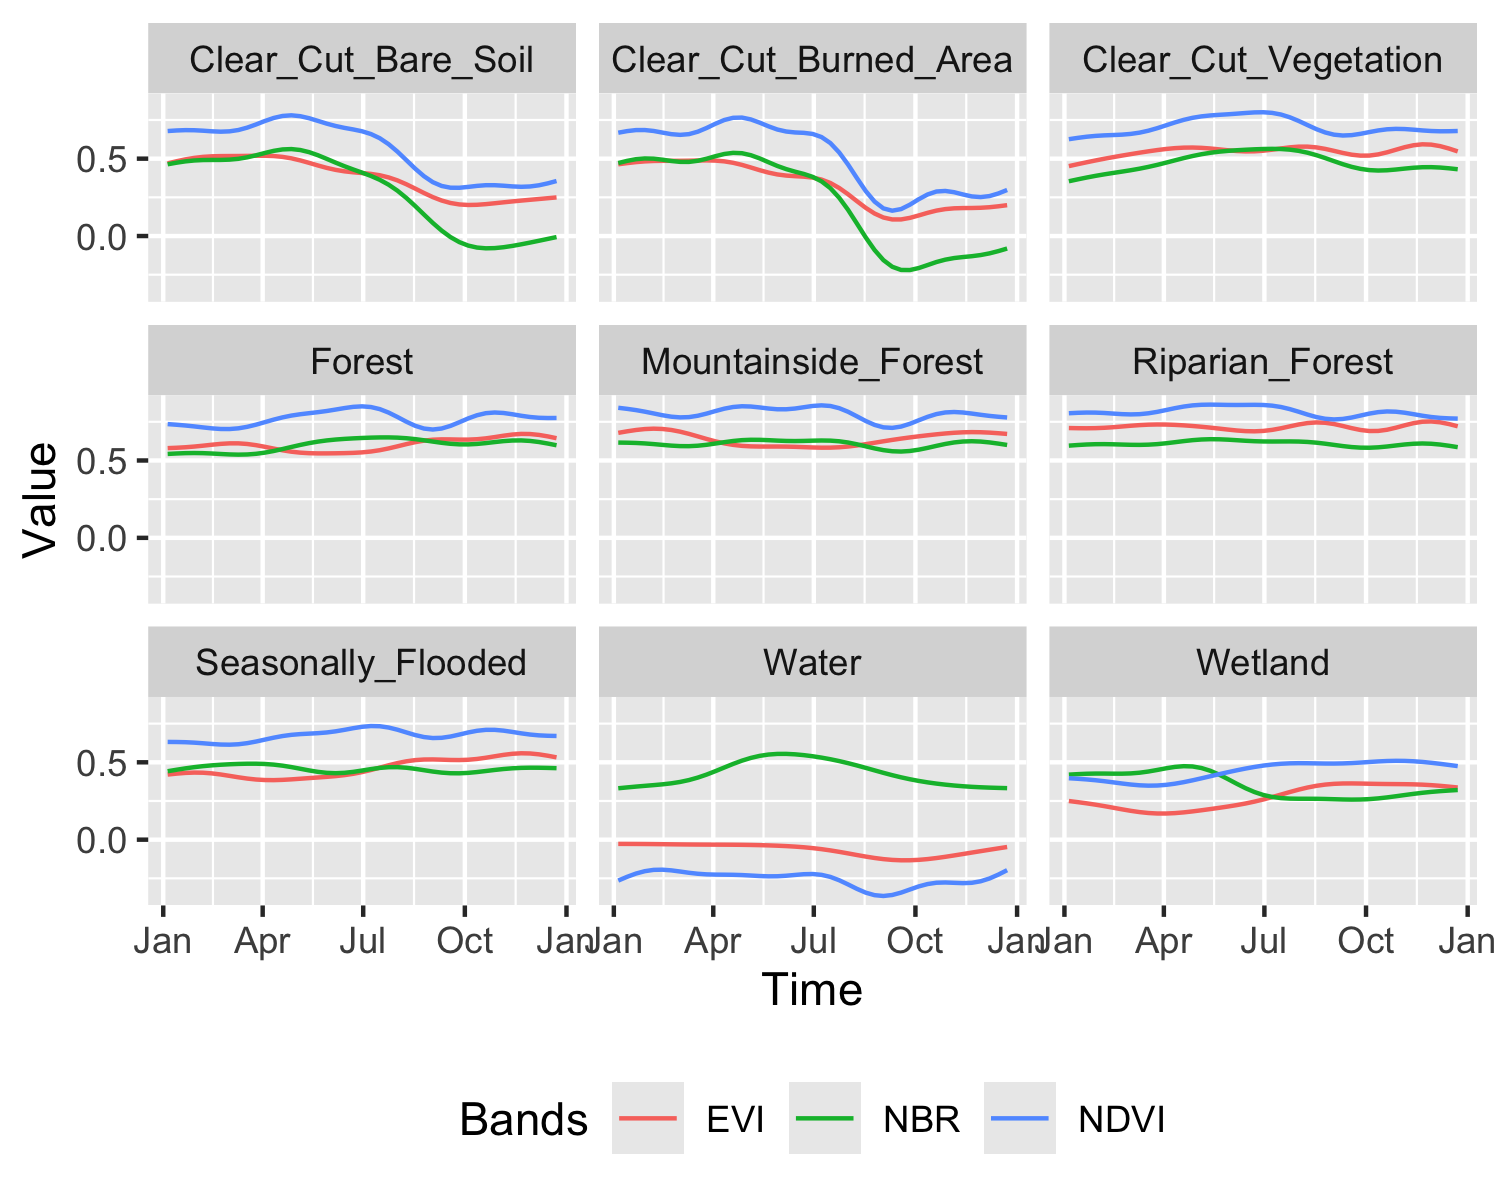 Clear_Cut_Bare_Soil Clear_Cut_Burned_Area Clear_Cut_Vegetation
0.5
0.0
Forest Mountainside_Forest Riparian_Forest
0.5
0.0
Value
Seasonally_Flooded Water Wetland
0.5
0.0
Jan Apr Jul Oct Jan Jan Apr Jul Oct Jan Jan Apr Jul Oct Jan
Time
Bands EVI NBR NDVI